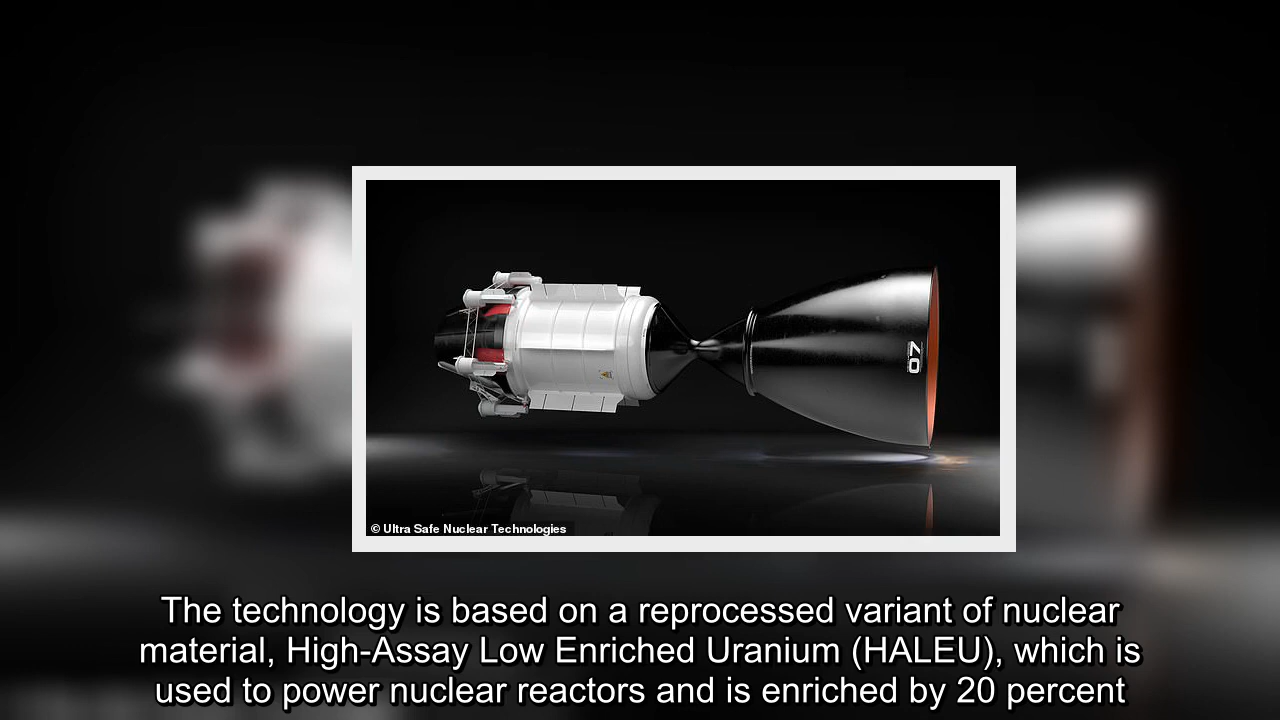 © Ultra Safe Nuclear Technologies
The technology is based on a reprocessed variant of nuclear
material, High-Assay Low Enriched Uranium (HALEU), which is
used to power nuclear reactors and is enriched by 20 percent